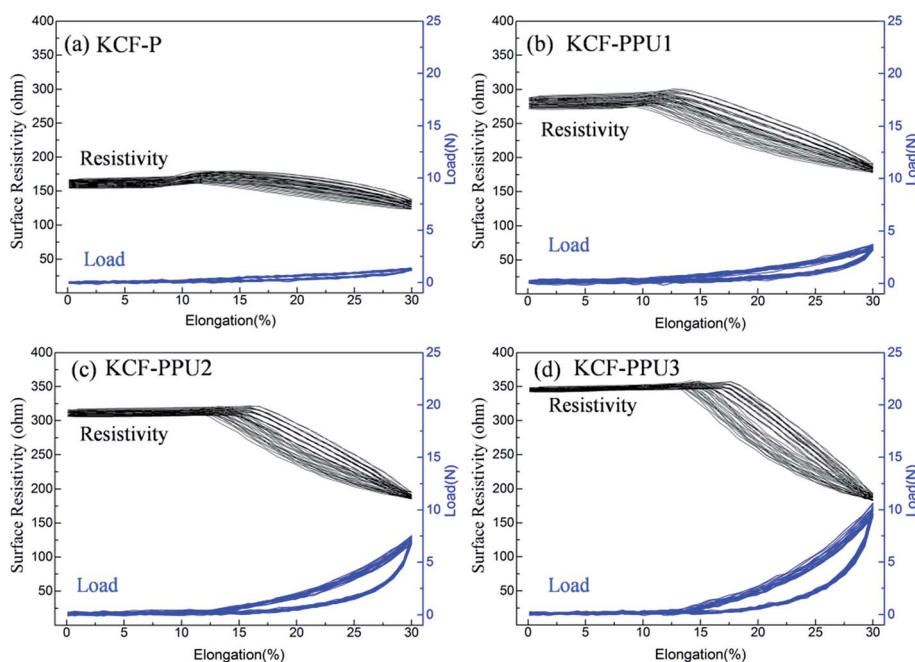 (a) KCF-P
Surface Resistivity (ohm)
400
350
300
250
200
150
100
50
Resistivity
Load
25
20
15
10
5
0
Load(N)
0 5 10 15 20 25 30
Elongation(%)
(b) KCF-PPU1
Surface Resistivity (ohm)
400
350
300
250
200
150
100
50
Resistivity
Load
25
20
15
10
5
0
Load(N)
0 5 10 15 20 25 30
Elongation(%)
(c) KCF-PPU2
Surface Resistivity (ohm)
400
350
300
250
200
150
100
50
Resistivity
Load
25
20
15
10
5
0
Load(N)
0 5 10 15 20 25 30
Elongation(%)
(d) KCF-PPU3
Surface Resistivity (ohm)
400
350
300
250
200
150
100
50
Resistivity
Load
25
20
15
10
5
0
Load(N)
0 5 10 15 20 25 30
Elongation(%)